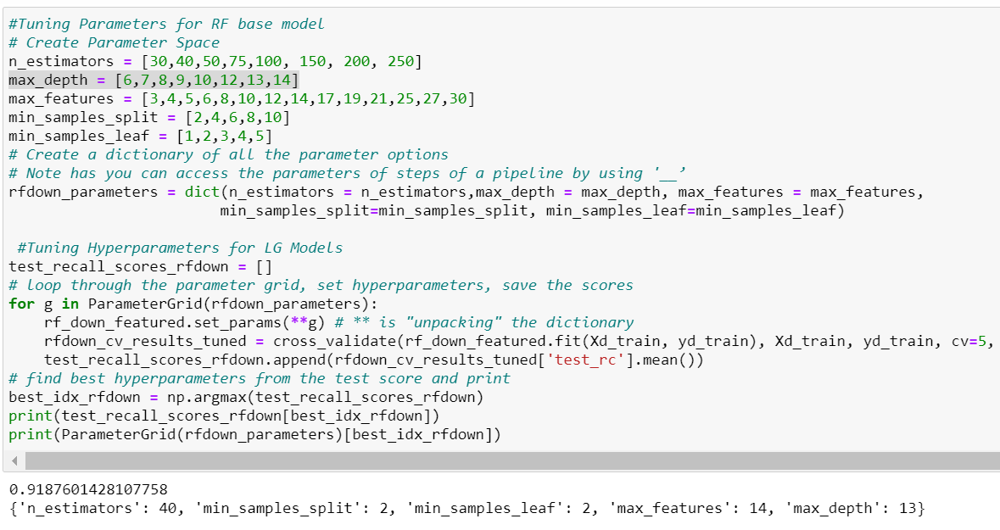 #Tuning Parameters for RF base model
# Create Parameter Space
n_estimators = [30,40,50,75,100, 150, 200, 250]
max_depth = [6,7,8,9,10,12,13,14]
max_features = [3,4,5,6,8,10,12,14,17,19,21,25,27,30]
min_samples_split = [2,4,6,8,10]
min_samples_leaf = [1,2,3,4,5]
# Create a dictionary of all the parameter options
# Note has you can access the parameters of steps of a pipeline by using '__’
rfdown_parameters = dict(n_estimators = n_estimators,max_depth = max_depth, max_features = max_features,
                        min_samples_split=min_samples_split, min_samples_leaf=min_samples_leaf)

 #Tuning Hyperparameters for LG Models
test_recall_scores_rfdown = []
# loop through the parameter grid, set hyperparameters, save the scores
for g in ParameterGrid(rfdown_parameters):
    rf_down_featured.set_params(**g) # ** is "unpacking" the dictionary
    rfdown_cv_results_tuned = cross_validate(rf_down_featured.fit(Xd_train, yd_train), Xd_train, yd_train, cv=5,
    test_recall_scores_rfdown.append(rfdown_cv_results_tuned['test_rc'].mean())
# find best hyperparameters from the test score and print
best_idx_rfdown = np.argmax(test_recall_scores_rfdown)
print(test_recall_scores_rfdown[best_idx_rfdown])
print(ParameterGrid(rfdown_parameters)[best_idx_rfdown])
0.9187601428107758
{'n_estimators': 40, 'min_samples_split': 2, 'min_samples_leaf': 2, 'max_features': 14, 'max_depth': 13}